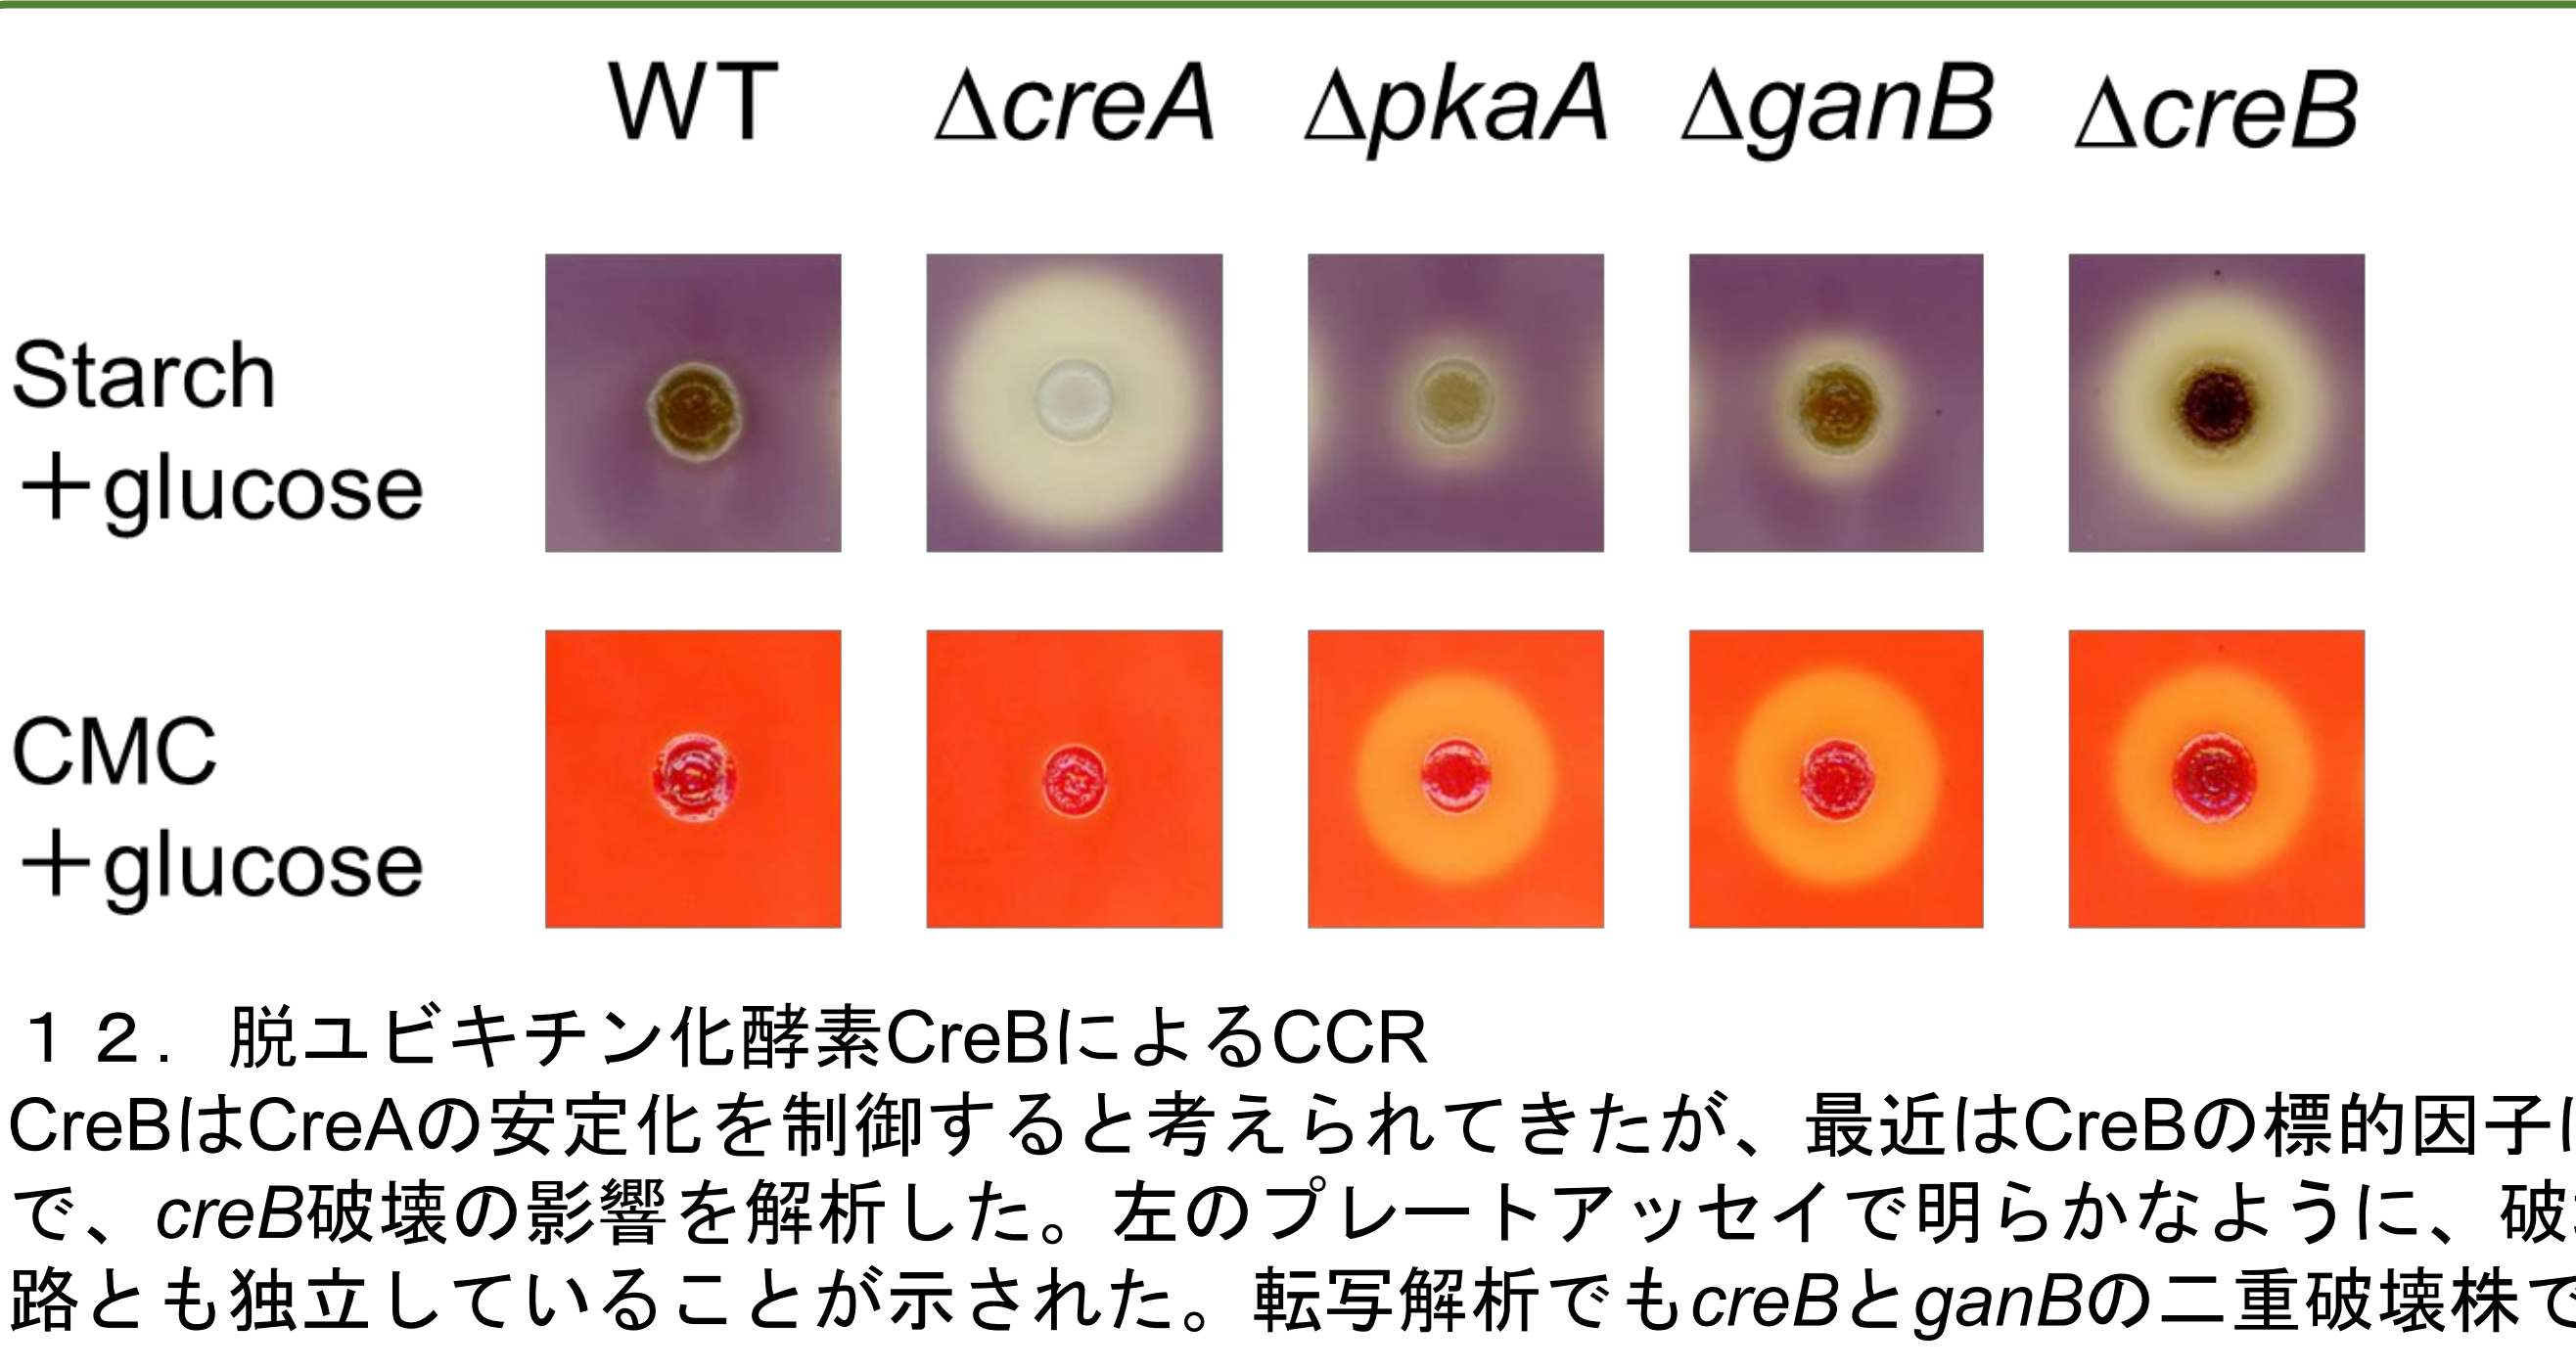 WT ΔcreA ΔpkaA ΔganB ΔcreB
Starch
＋glucose
CMC
＋glucose
１２．脱ユビキチン化酵素CreBによるCCR
CreBはCreAの安定化を制御すると考えられてきたが、最近はCreBの標的因子
で、creB破壊の影響を解析した。左のプレートアッセイで明らかなように、破
路とも独立していることが示された。転写解析でもcreBとganBの二重破壊株で